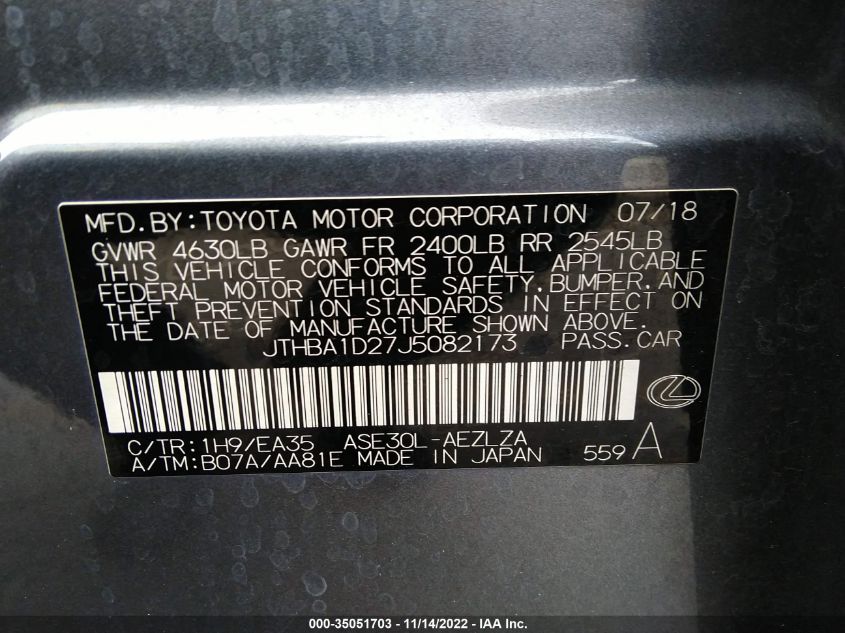 MFD.BY:TOYOTA MOTOR CORPORATION 07/18
GVWR 4630LB GAWR FR 2400LB RR 2545LB
THIS VEHICLE CONFORMS TO ALL APPLICABLE
FEDERAL MOTOR VEHICLE SAFETY,BUMPER,AND
THEFT PREVENTION STANDARDS IN EFFECT ON
THE DATE OF MANUFACTURE SHOWN ABOVE.
JTHBA1D27J5082173 PASS.CAR
C/TR:1H9/EA35 ASE30L-AEZLZA
A/TM:B07A/AA81E MADE IN JAPAN 559 A
000-35051703 - 11/14/2022 - IAA Inc.